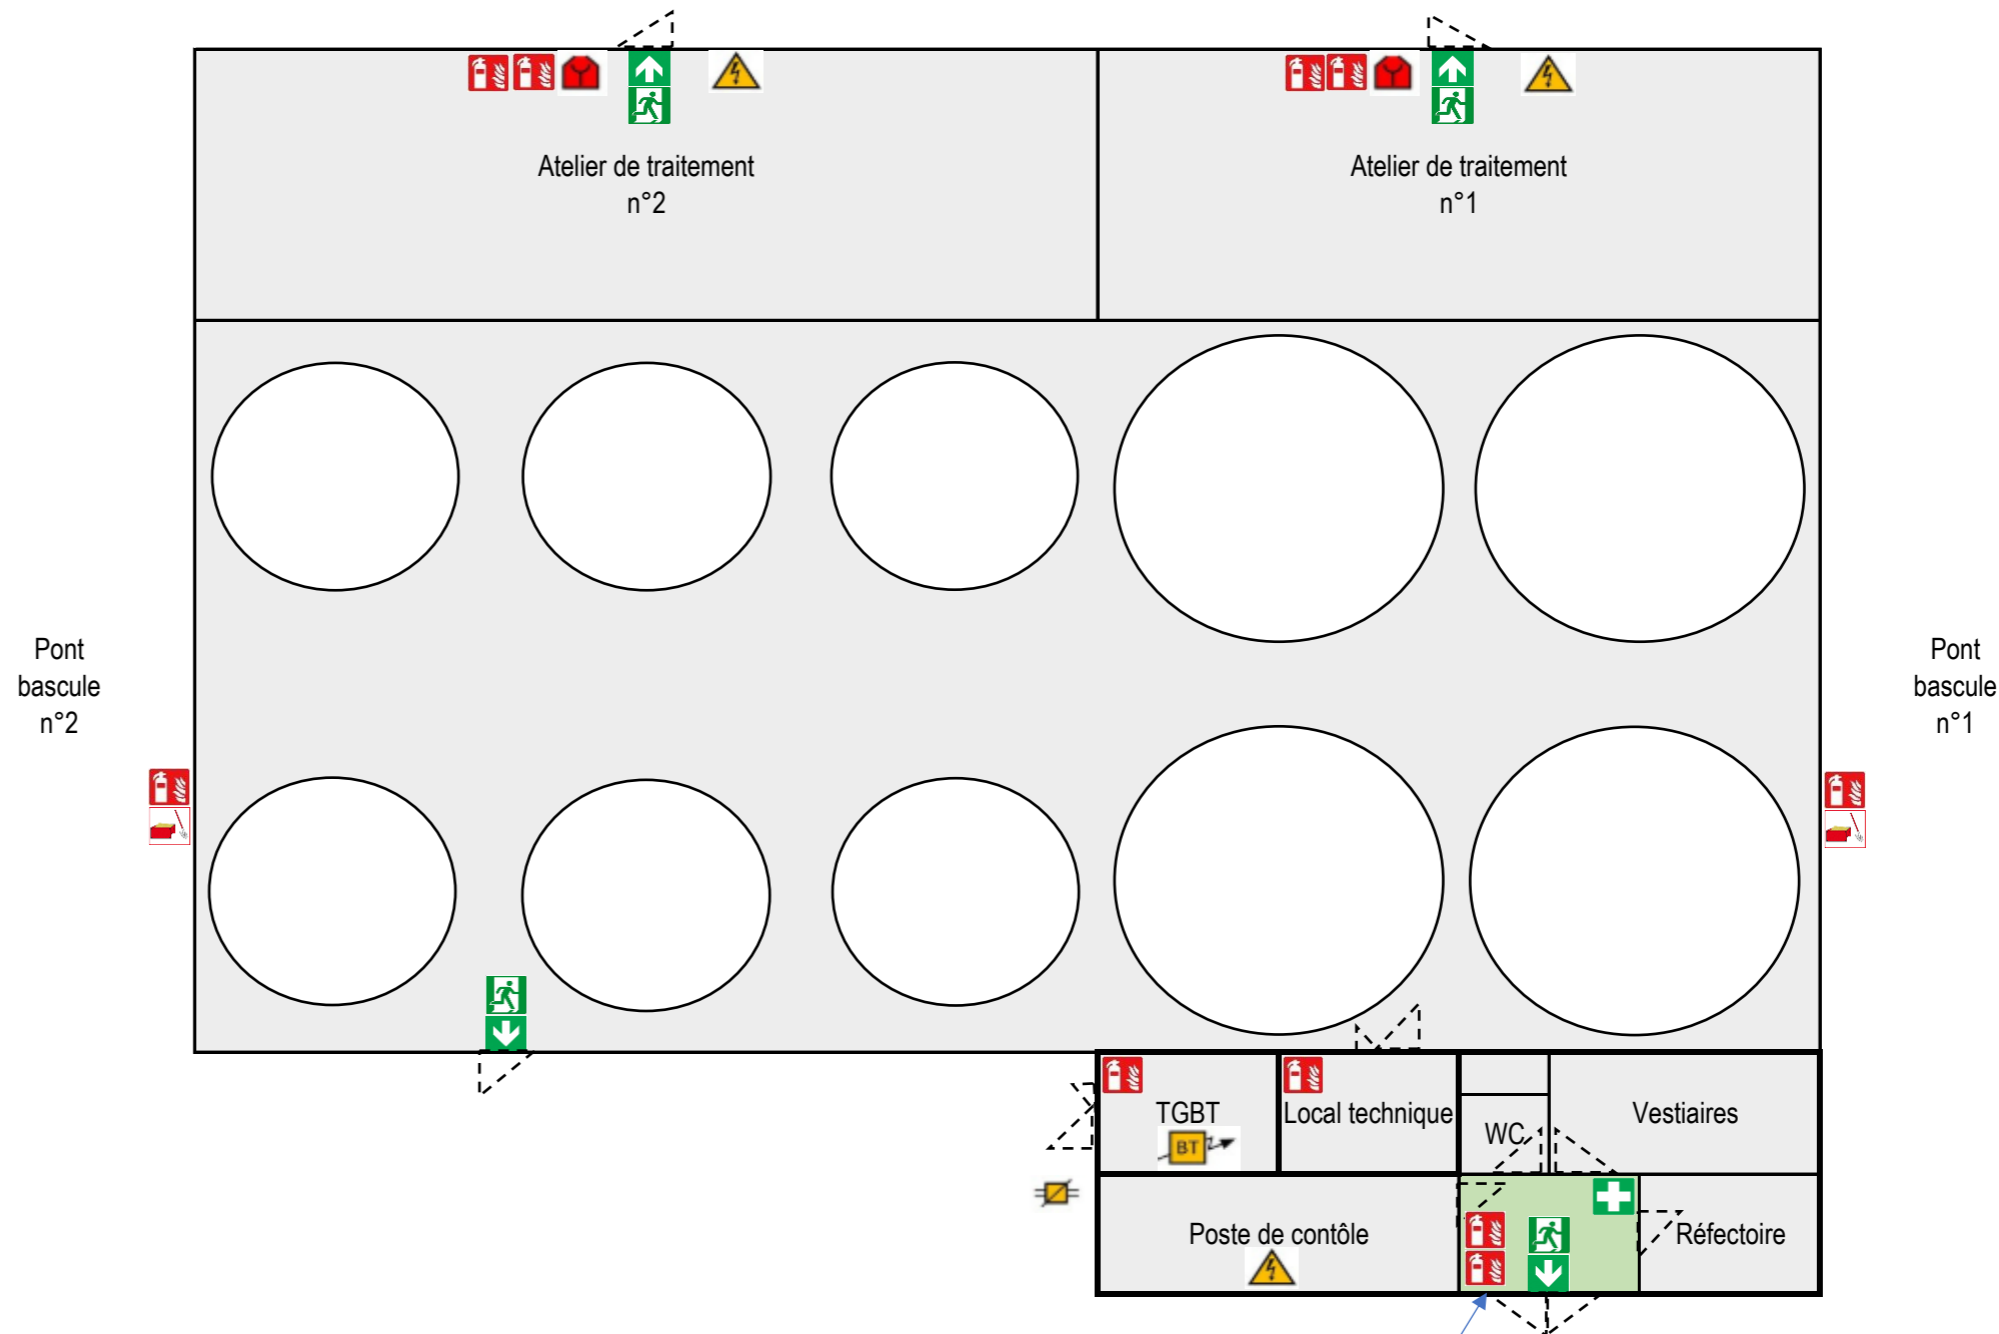 Atelier de traitement
n°2
Atelier de traitement
n°1
Pont
bascule
n°2
Pont
bascule
n°1
TGBT
BT
Local technique
WC
Vestiaires
Poste de contôle
Réfectoire